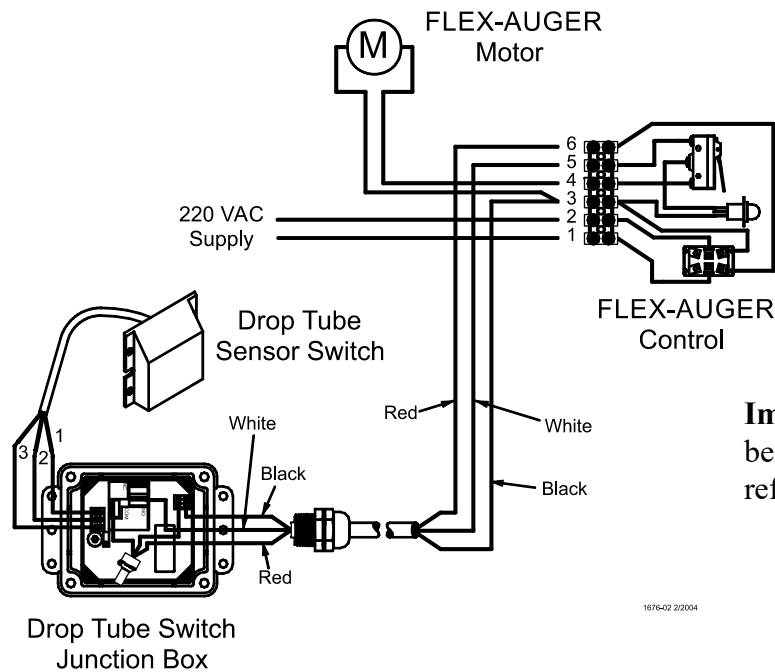 FLEX-AUGER
Motor
M
6
5
4
3
2
1
220 VAC
Supply
FLEX-AUGER
Control
Drop Tube
Sensor Switch
Red
White
Black
Im
be
ref
3
2
1
White
Black
Red
1676-02 2/2004
Drop Tube Switch
Junction Box